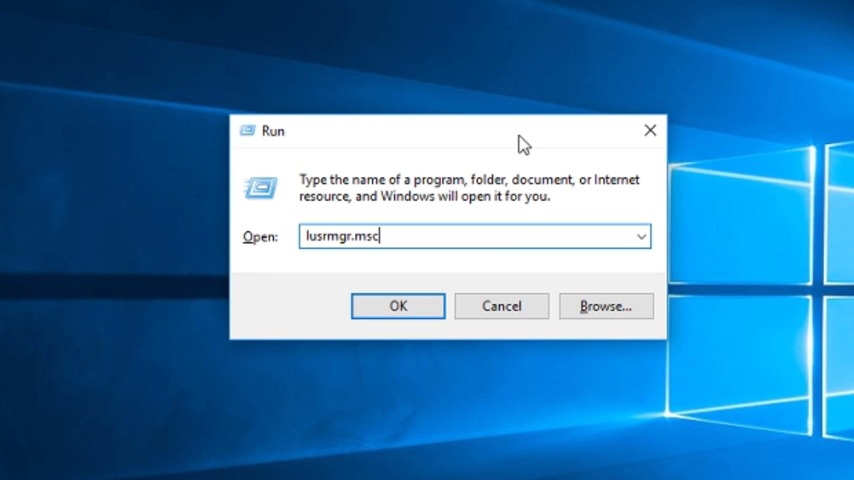 Run
Type the name of a program, folder, document, or Internet
resource, and Windows will open it for you.
Open:
lusrmgr.msc
OK
Cancel
Browse...